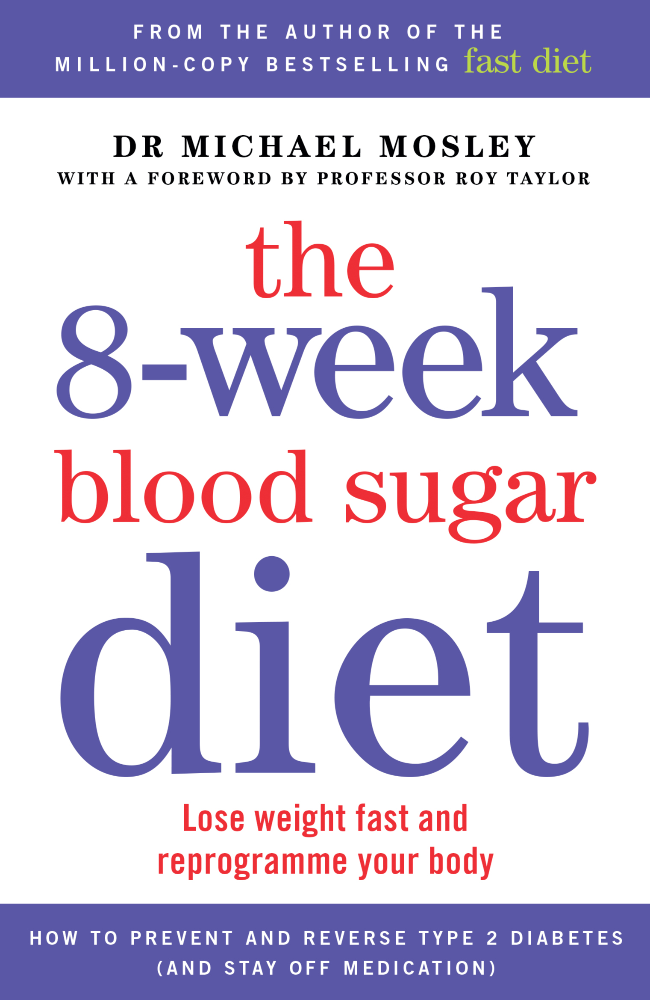 FROM THE AUTHOR OF THE
MILLION-COPY BESTSELLING fast diet
DR MICHAEL MOSLEY
WITH A FOREWORD BY PROFESSOR ROY TAYLOR
the
8-week
blood sugar
diet
Lose weight fast and
reprogramme your body
HOW TO PREVENT AND REVERSE TYPE 2 DIABETES
(AND STAY OFF MEDICATION)